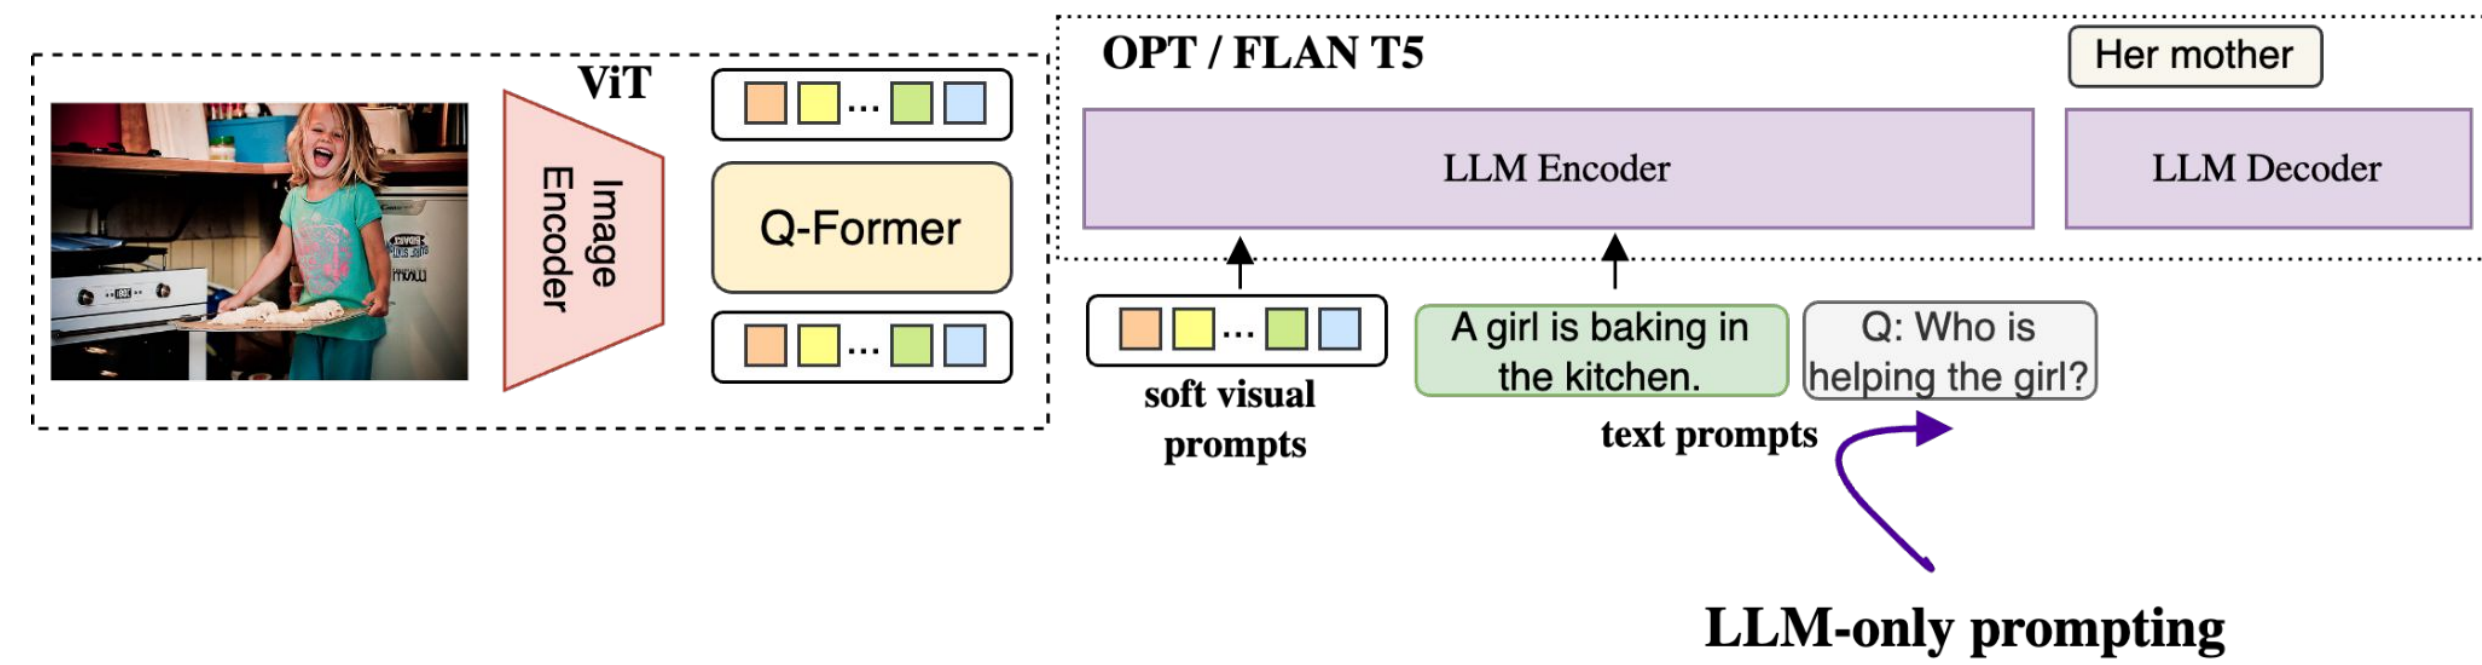 ViT
Image
Encoder
Q-Former
OPT / FLAN T5
Her mother
LLM Encoder
LLM Decoder
soft visual
prompts
A girl is baking in
the kitchen.
Q: Who is
helping the girl?
text prompts
LLM-only prompting